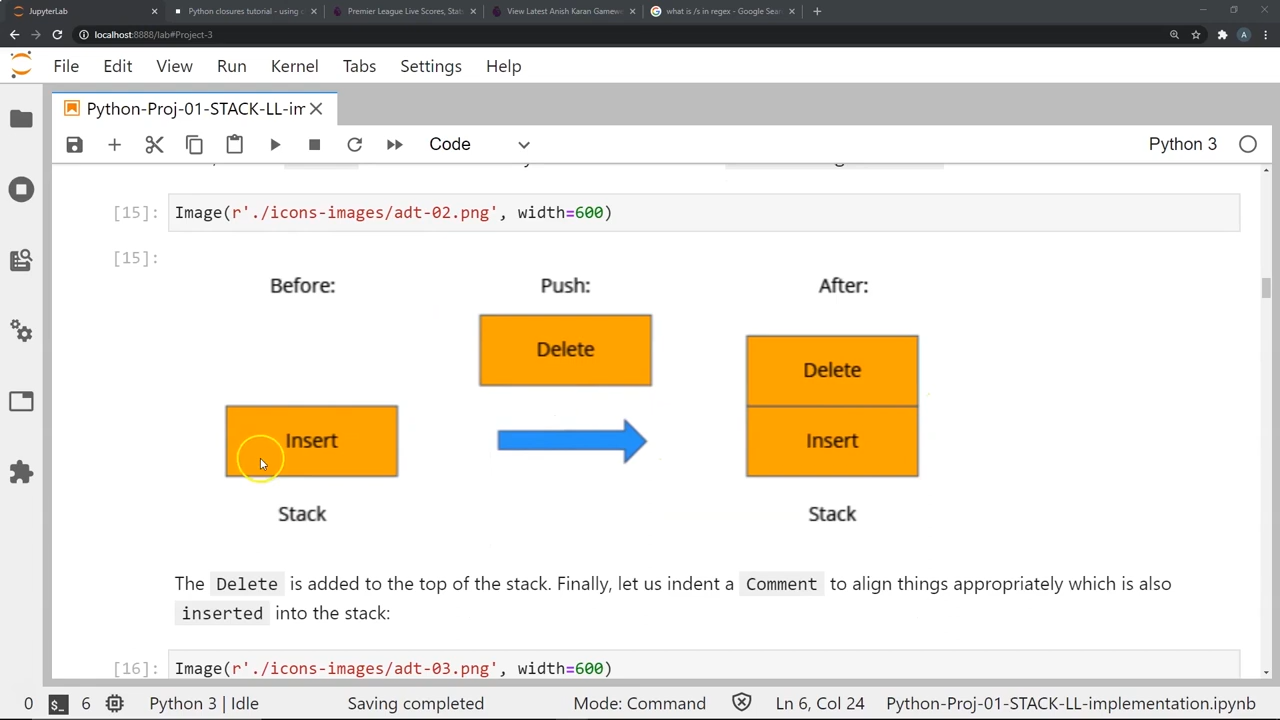 JupyterLab
Python closures tutorial - using c
Premier League Live Scores, Stat
View Latest Anish Karan Gamew
what is /s in regex - Google Sear
localhost:8888/lab#Project-3
A
File Edit View Run Kernel Tabs Settings Help
Python-Proj-01-STACK-LL-im
Code
Python 3
[15]: Image(r'./icons-images/adt-02.png', width=600)
[15]:
Before: Push: After:
Delete
Delete
Insert
Insert
Stack Stack
The Delete is added to the top of the stack. Finally, let us indent a Comment to align things appropriately which is also
inserted into the stack:
[16]: Image(r'./icons-images/adt-03.png', width=600)
0 $_ 6 Python 3 | Idle Saving completed Mode: Command Ln 6, Col 24 Python-Proj-01-STACK-LL-implementation.ipynb